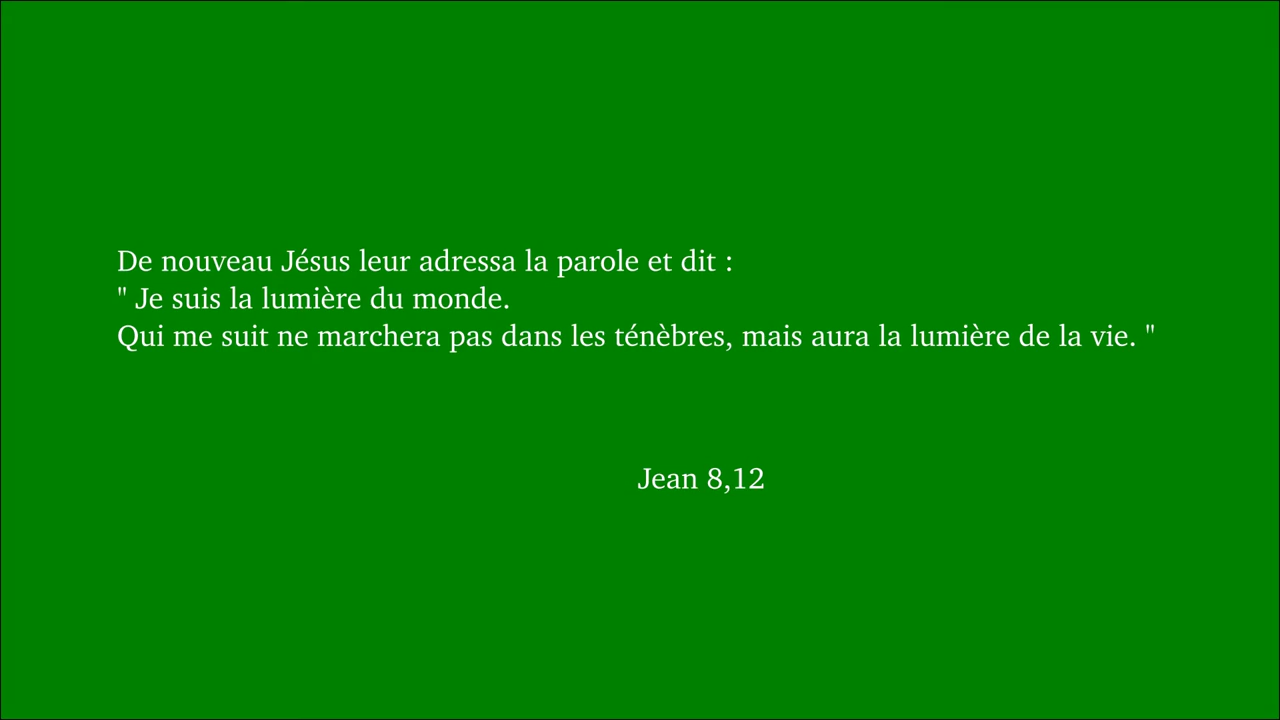 De nouveau Jésus leur adressa la parole et dit :
" Je suis la lumière du monde.
Qui me suit ne marchera pas dans les ténèbres, mais aura la lumière de la vie. "
Jean 8,12